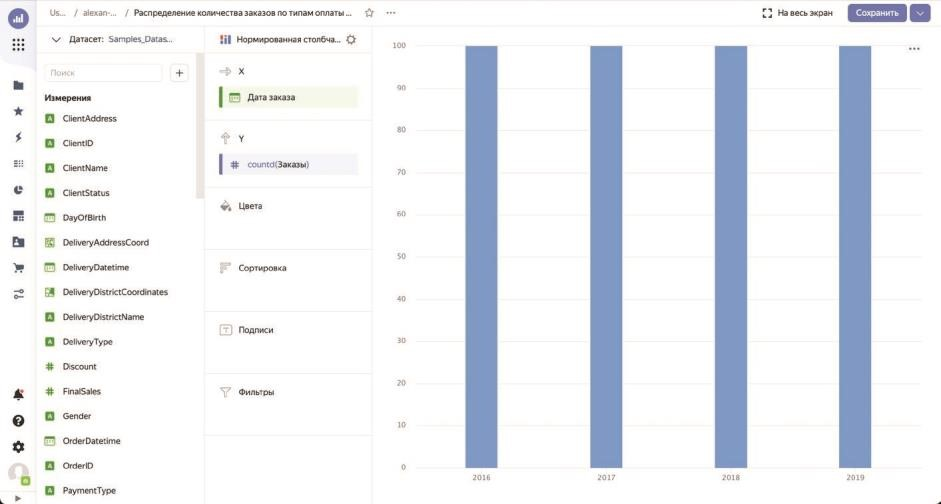 Us... / alexan-... / Распределение количества заказов по типам оплаты ...
На весь экран
Сохранить
Датасет: Samples_Datas...
Поиск
+
Измерения
ClientAddress
ClientID
ClientName
ClientStatus
DayOfBirth
DeliveryAddressCoord
DeliveryDatetime
DeliveryDistrictCoordinates
DeliveryDistrictName
DeliveryType
Discount
FinalSales
Gender
OrderDatetime
OrderID
PaymentType
Нормированная столбча...
X
Дата заказа
Y
countd(Заказы)
Цвета
Сортировка
Подписи
Фильтры
100
90
80
70
60
50
40
30
20
10
0
2016 2017 2018 2019